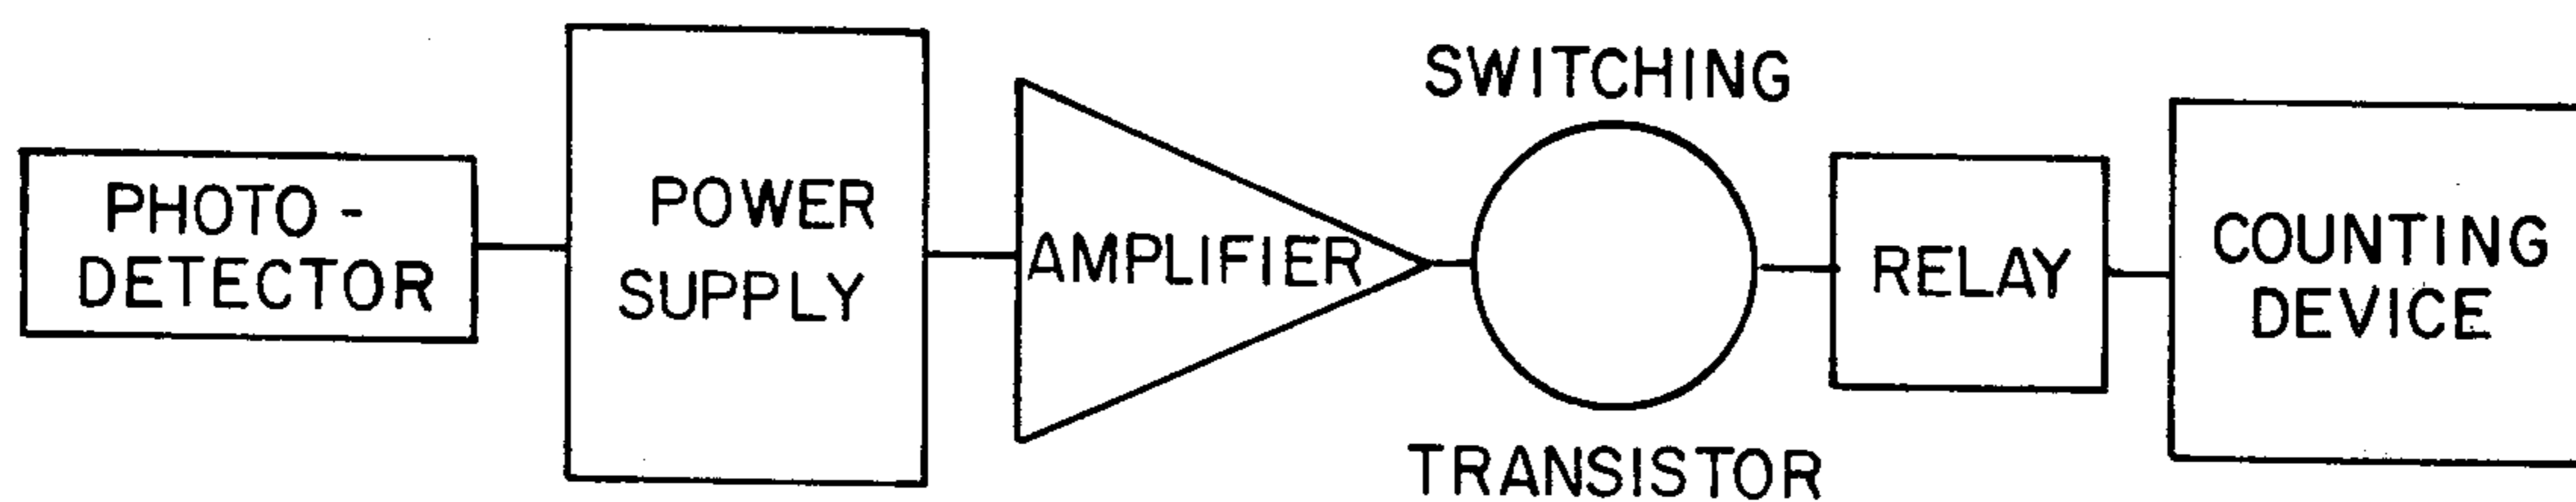 PHOTO -
DETECTOR
POWER
SUPPLY
AMPLIFIER
SWITCHING
TRANSISTOR
RELAY
COUNTING
DEVICE